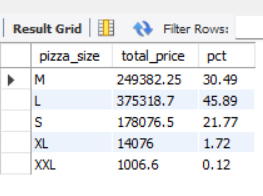 Result Grid Filter Rows:
pizza_size total_price pct
M 249382.25 30.49
L 375318.7 45.89
S 178076.5 21.77
XL 14076 1.72
XXL 1006.6 0.12